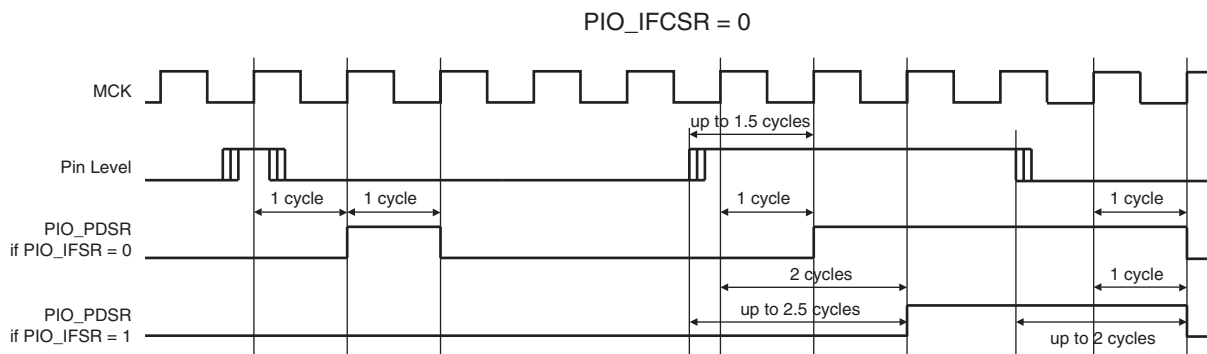 PIO_IFCSR = 0
MCK
up to 1.5 cycles
Pin Level
1 cycle
1 cycle
1 cycle
1 cycle
PIO_PDSR
if PIO_IFSR = 0
2 cycles
1 cycle
PIO_PDSR
if PIO_IFSR = 1
up to 2.5 cycles
up to 2 cycles